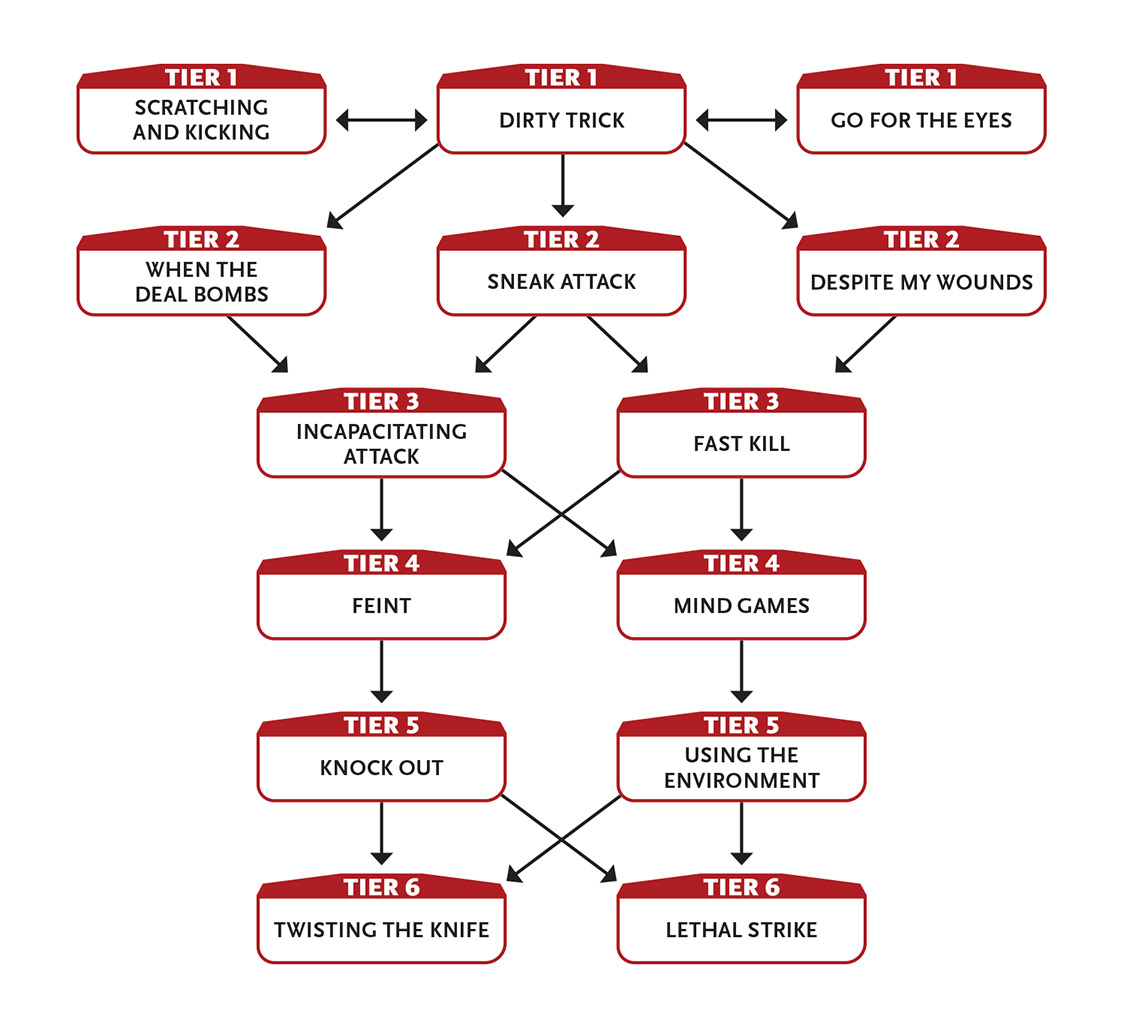 TIER 1
SCRATCHING
AND KICKING
TIER 1
DIRTY TRICK
TIER 1
GO FOR THE EYES
TIER 2
WHEN THE
DEAL BOMBS
TIER 2
SNEAK ATTACK
TIER 2
DESPITE MY WOUNDS
TIER 3
INCAPACITATING
ATTACK
TIER 3
FAST KILL
TIER 4
FEINT
TIER 4
MIND GAMES
TIER 5
KNOCK OUT
TIER 5
USING THE
ENVIRONMENT
TIER 6
TWISTING THE KNIFE
TIER 6
LETHAL STRIKE